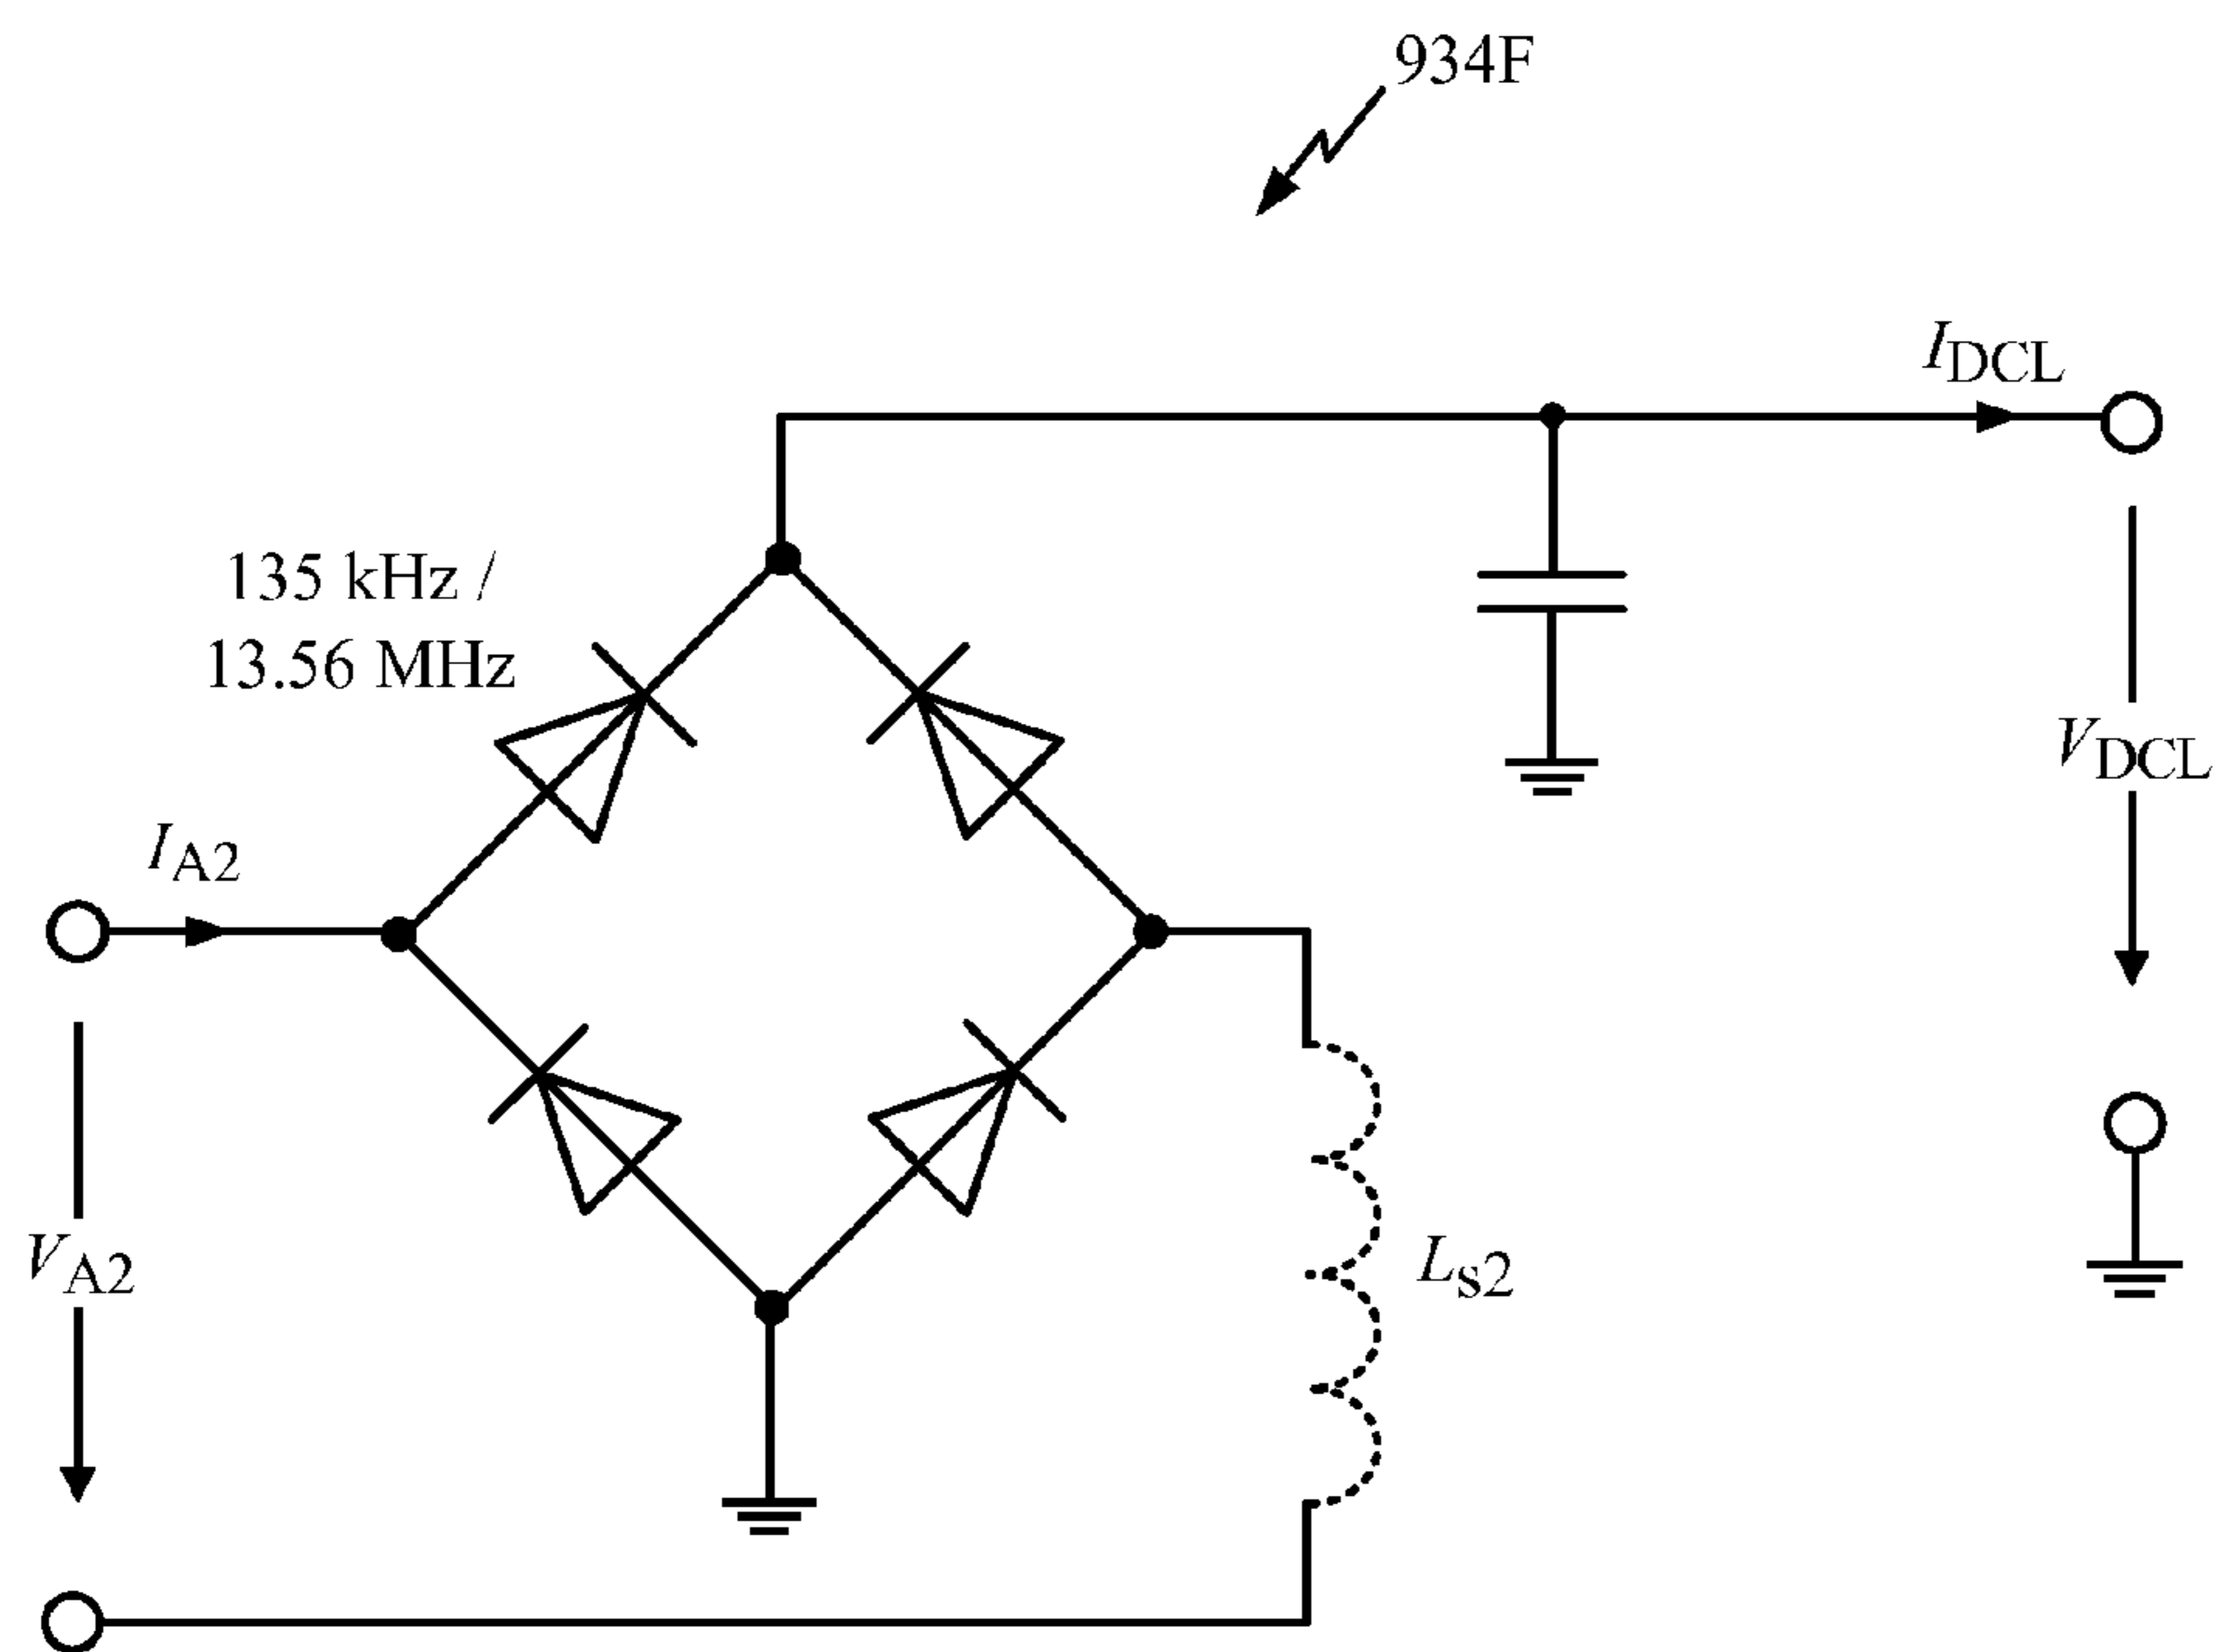 934F
I_DCL
135 kHz /
13.56 MHz
V_DCL
I_A2
V_A2
L_S2